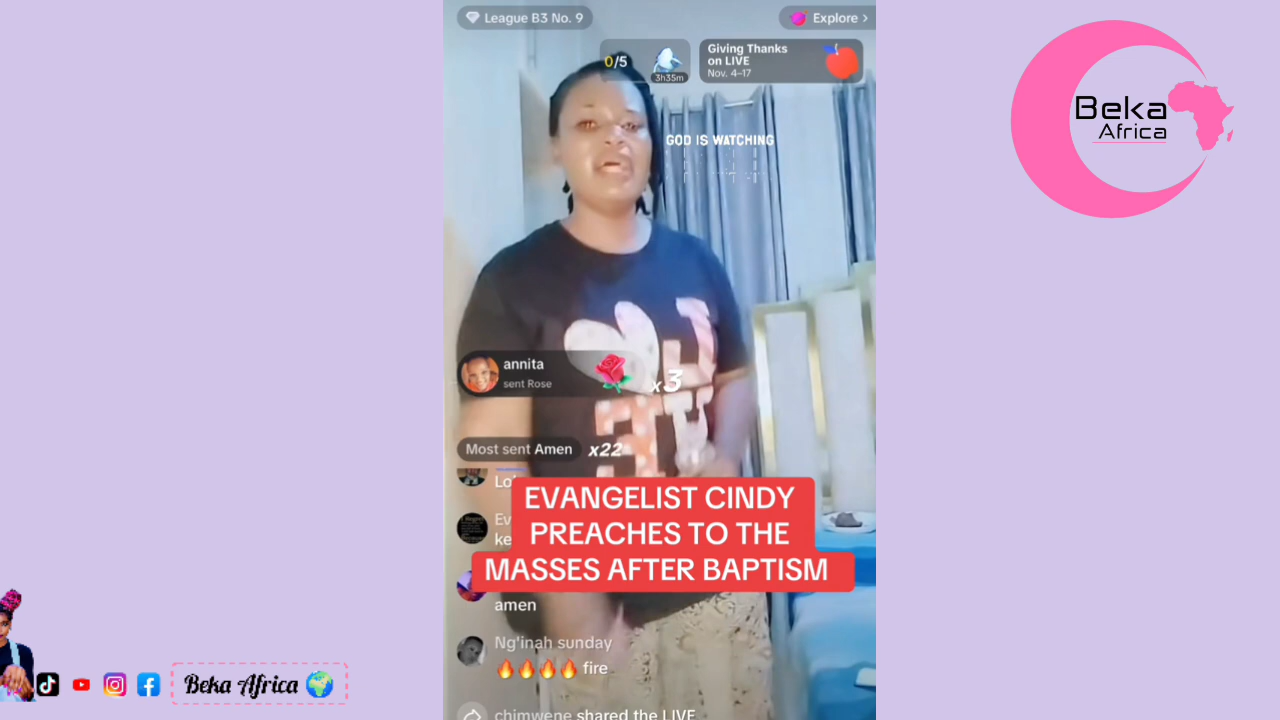 League B3 No. 9
Explore >
0/5
3h35m
Giving Thanks
on LIVE
Nov. 4-17
Beka
Africa
GOD IS WATCHING
annita
sent Rose
x3
Most sent Amen
x22
EVANGELIST CINDY
PREACHES TO THE
MASSES AFTER BAPTISM
amen
Ng'inah sunday
🔥🔥🔥🔥 fire
chimwene shared the LIVE
Beka Africa